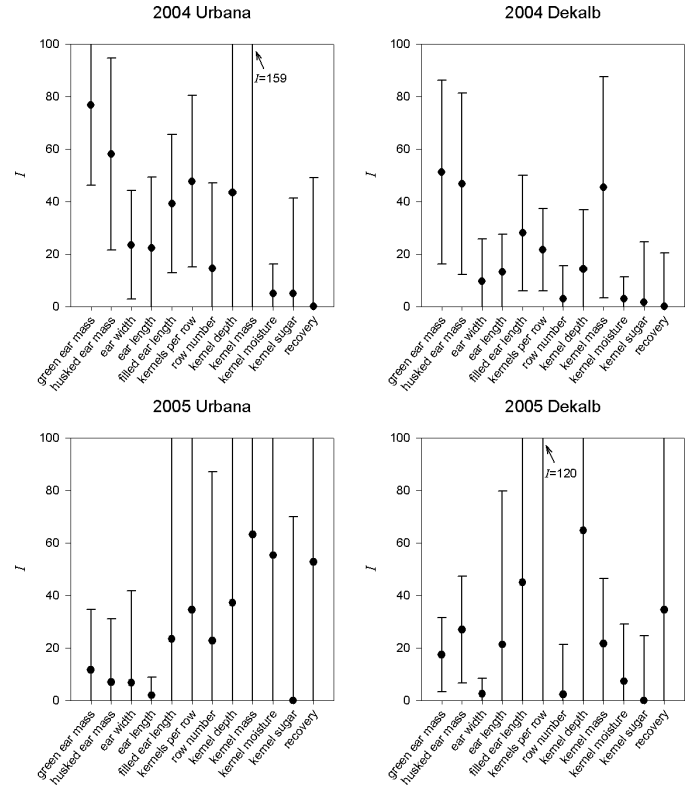 2004 Urbana
100
80
60
40
20
0
I
I=159
green ear mass
husked ear mass
ear width
ear length
filled ear length
kernels per row
row number
kernel depth
kernel mass
kernel moisture
kernel sugar
recovery
2004 Dekalb
100
80
60
40
20
0
I
green ear mass
husked ear mass
ear width
ear length
filled ear length
kernels per row
row number
kernel depth
kernel mass
kernel moisture
kernel sugar
recovery
2005 Urbana
100
80
60
40
20
0
I
green ear mass
husked ear mass
ear width
ear length
filled ear length
kernels per row
row number
kernel depth
kernel mass
kernel moisture
kernel sugar
recovery
2005 Dekalb
100
80
60
40
20
0
I
I=120
green ear mass
husked ear mass
ear width
ear length
filled ear length
kernels per row
row number
kernel depth
kernel mass
kernel moisture
kernel sugar
recovery